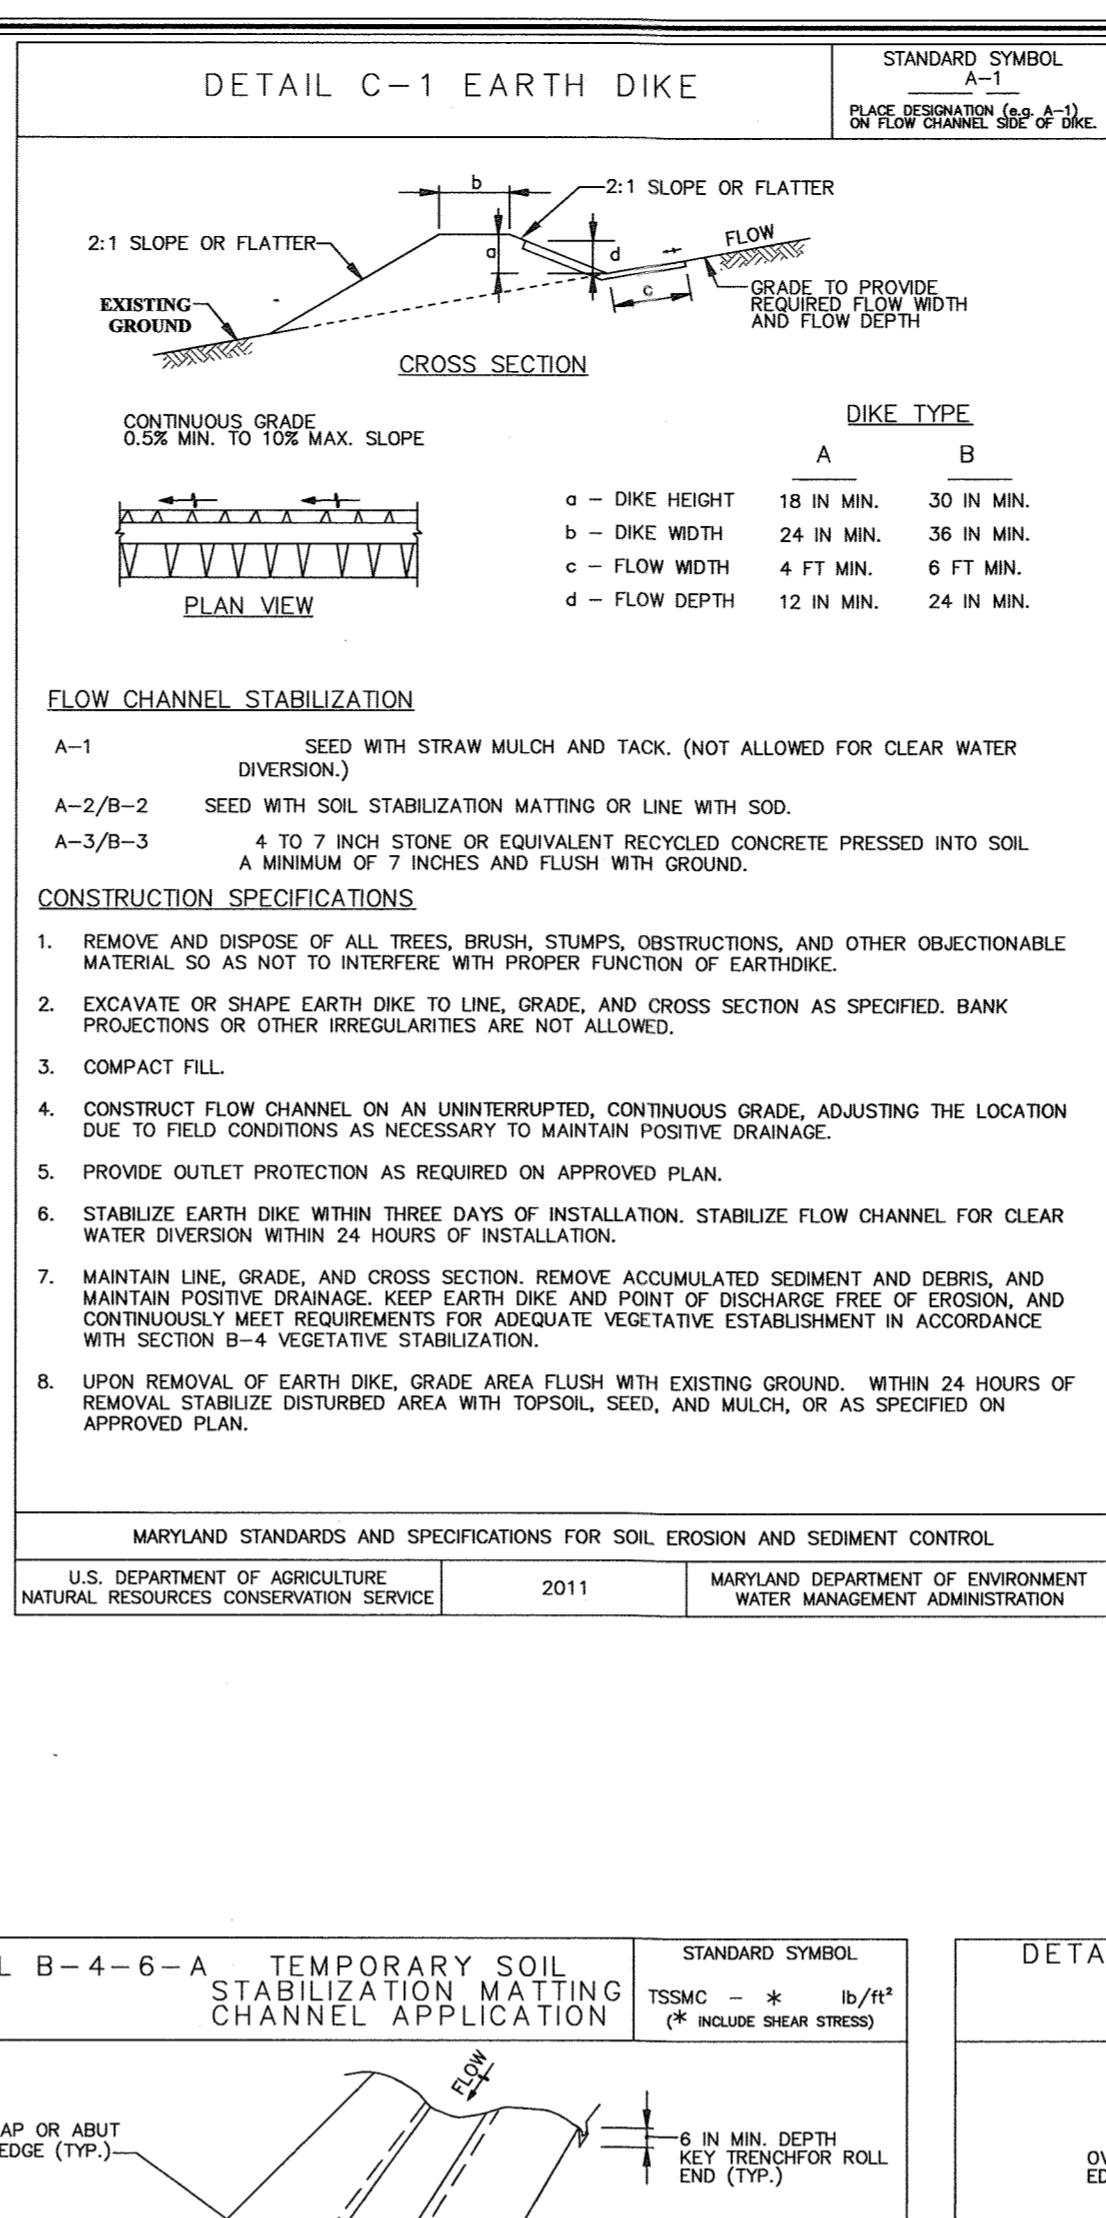 DETAIL C-1 EARTH DIKE
STANDARD SYMBOL
A-1
PLACE DESIGNATION (e.g. A-1)
ON FLOW CHANNEL SIDE OF DIKE.
b
2:1 SLOPE OR FLATTER
2:1 SLOPE OR FLATTER
a
d
FLOW
c
EXISTING
GROUND
GRADE TO PROVIDE
REQUIRED FLOW WIDTH
AND FLOW DEPTH
CROSS SECTION
CONTINUOUS GRADE
0.5% MIN. TO 10% MAX. SLOPE
PLAN VIEW
DIKE TYPE
A B
a - DIKE HEIGHT 18 IN MIN. 30 IN MIN.
b - DIKE WIDTH 24 IN MIN. 36 IN MIN.
c - FLOW WIDTH 4 FT MIN. 6 FT MIN.
d - FLOW DEPTH 12 IN MIN. 24 IN MIN.
FLOW CHANNEL STABILIZATION
A-1 SEED WITH STRAW MULCH AND TACK. (NOT ALLOWED FOR CLEAR WATER
DIVERSION.)
A-2/B-2 SEED WITH SOIL STABILIZATION MATTING OR LINE WITH SOD.
A-3/B-3 4 TO 7 INCH STONE OR EQUIVALENT RECYCLED CONCRETE PRESSED INTO SOIL
A MINIMUM OF 7 INCHES AND FLUSH WITH GROUND.
CONSTRUCTION SPECIFICATIONS
1. REMOVE AND DISPOSE OF ALL TREES, BRUSH, STUMPS, OBSTRUCTIONS, AND OTHER OBJECTIONABLE
MATERIAL SO AS NOT TO INTERFERE WITH PROPER FUNCTION OF EARTHDIKE.
2. EXCAVATE OR SHAPE EARTH DIKE TO LINE, GRADE, AND CROSS SECTION AS SPECIFIED. BANK
PROJECTIONS OR OTHER IRREGULARITIES ARE NOT ALLOWED.
3. COMPACT FILL.
4. CONSTRUCT FLOW CHANNEL ON AN UNINTERRUPTED, CONTINUOUS GRADE, ADJUSTING THE LOCATION
DUE TO FIELD CONDITIONS AS NECESSARY TO MAINTAIN POSITIVE DRAINAGE.
5. PROVIDE OUTLET PROTECTION AS REQUIRED ON APPROVED PLAN.
6. STABILIZE EARTH DIKE WITHIN THREE DAYS OF INSTALLATION. STABILIZE FLOW CHANNEL FOR CLEAR
WATER DIVERSION WITHIN 24 HOURS OF INSTALLATION.
7. MAINTAIN LINE, GRADE, AND CROSS SECTION. REMOVE ACCUMULATED SEDIMENT AND DEBRIS, AND
MAINTAIN POSITIVE DRAINAGE. KEEP EARTH DIKE AND POINT OF DISCHARGE FREE OF EROSION, AND
CONTINUOUSLY MEET REQUIREMENTS FOR ADEQUATE VEGETATIVE ESTABLISHMENT IN ACCORDANCE
WITH SECTION B-4 VEGETATIVE STABILIZATION.
8. UPON REMOVAL OF EARTH DIKE, GRADE AREA FLUSH WITH EXISTING GROUND. WITHIN 24 HOURS OF
REMOVAL STABILIZE DISTURBED AREA WITH TOPSOIL, SEED, AND MULCH, OR AS SPECIFIED ON
APPROVED PLAN.
MARYLAND STANDARDS AND SPECIFICATIONS FOR SOIL EROSION AND SEDIMENT CONTROL
U.S. DEPARTMENT OF AGRICULTURE
NATURAL RESOURCES CONSERVATION SERVICE
2011
MARYLAND DEPARTMENT OF ENVIRONMENT
WATER MANAGEMENT ADMINISTRATION
L B-4-6-A TEMPORARY SOIL
STABILIZATION MATTING
CHANNEL APPLICATION
STANDARD SYMBOL
TSSMC - * lb/ft²
(* INCLUDE SHEAR STRESS)
DETA
FLOW
AP OR ABUT
EDGE (TYP.)
6 IN MIN. DEPTH
KEY TRENCHFOR ROLL
END (TYP.)
OV
ED